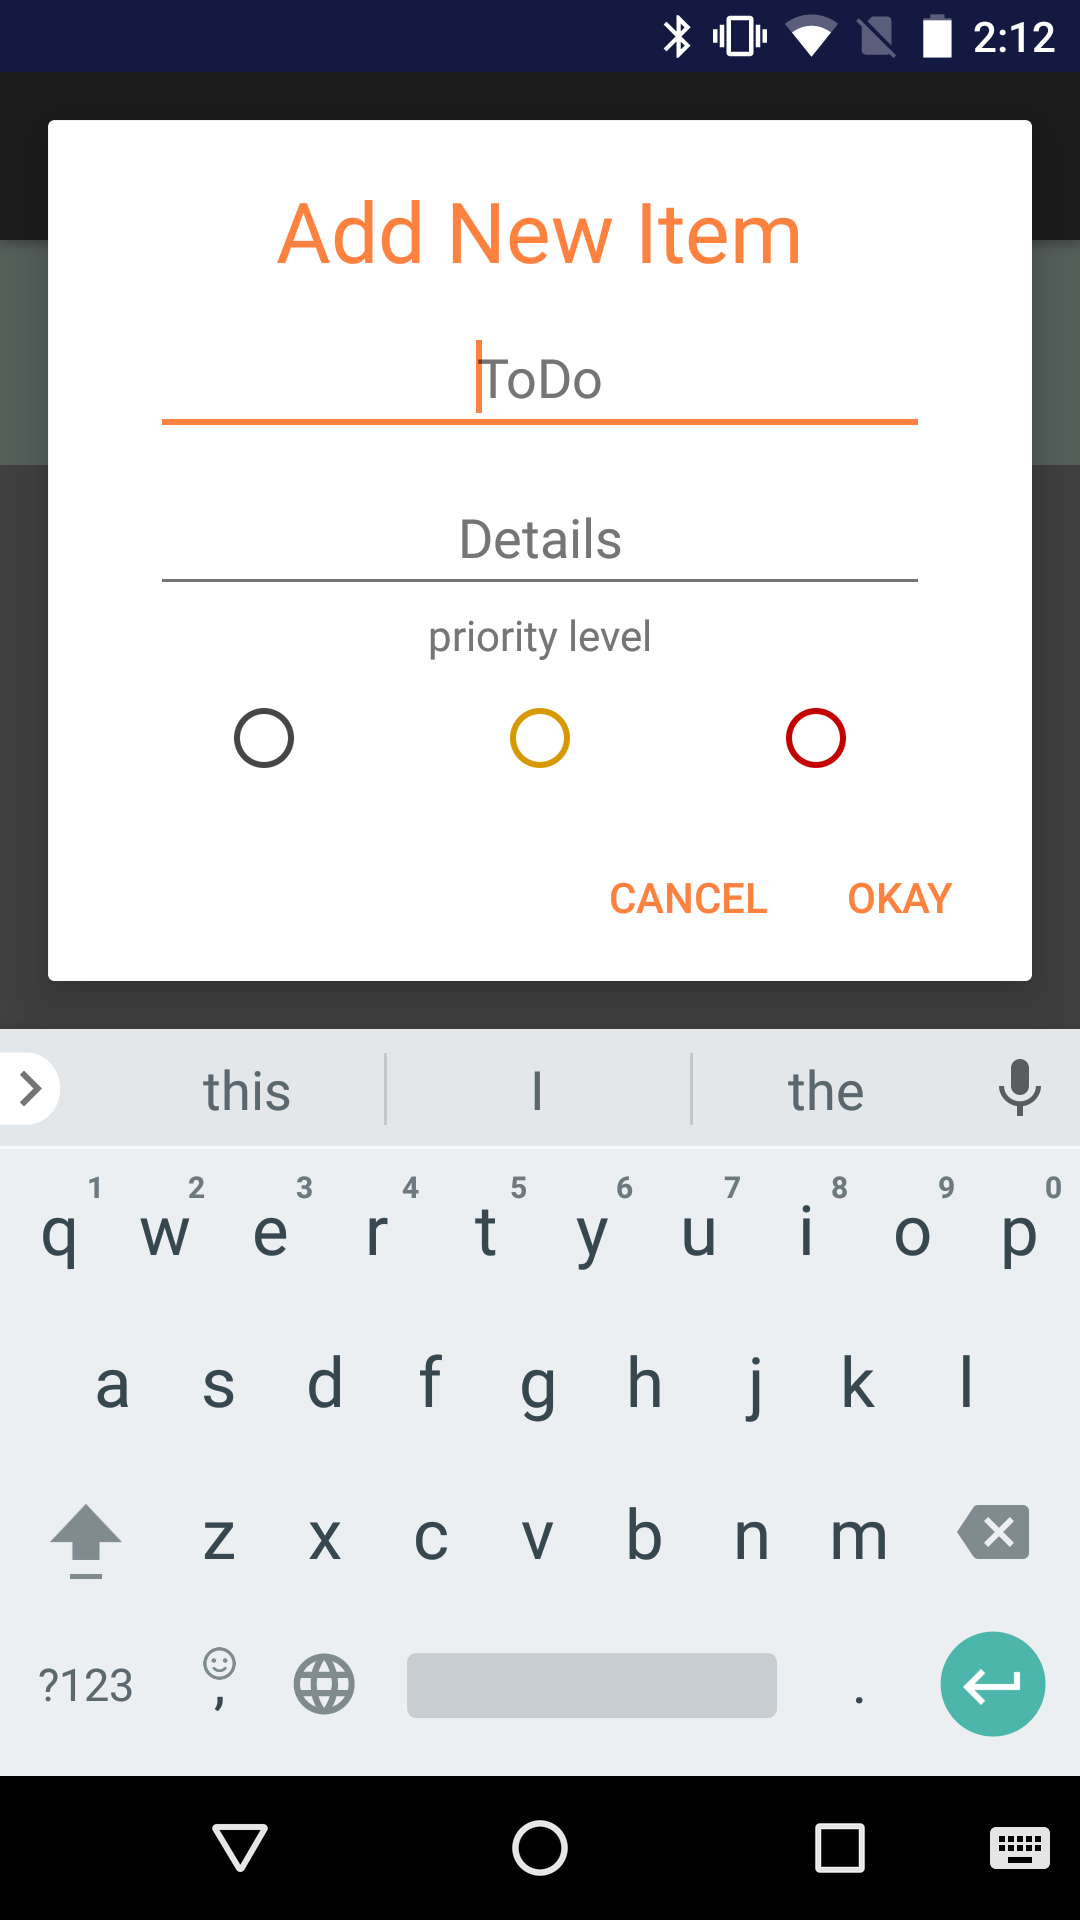 2:12
Add New Item
ToDo
Details
priority level
CANCEL OKAY
this I the
1 2 3 4 5 6 7 8 9 0
q w e r t y u i o p
a s d f g h j k l
z x c v b n m
?123 , .